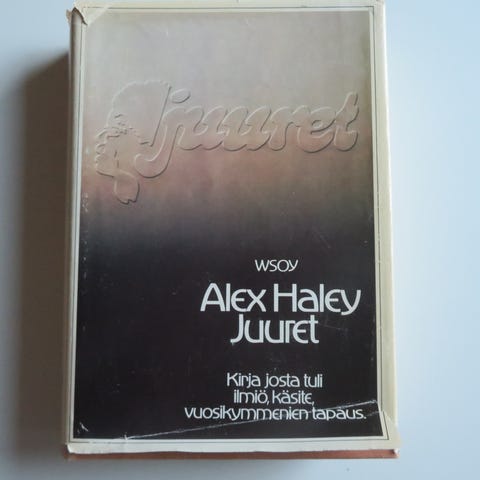 juuret
WSOY
Alex Haley
Juuret
Kirja josta tuli
ilmiö, käsite,
vuosikymmenien tapaus.